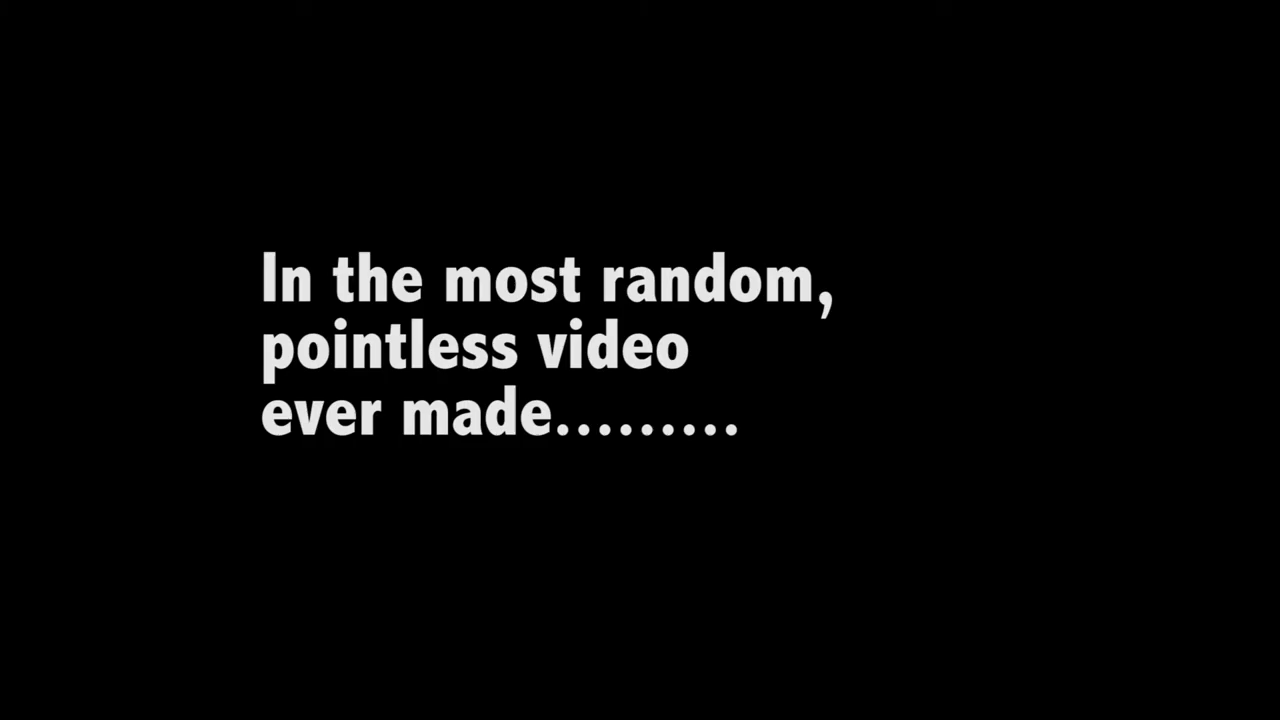 In the most random,
pointless video
ever made.........